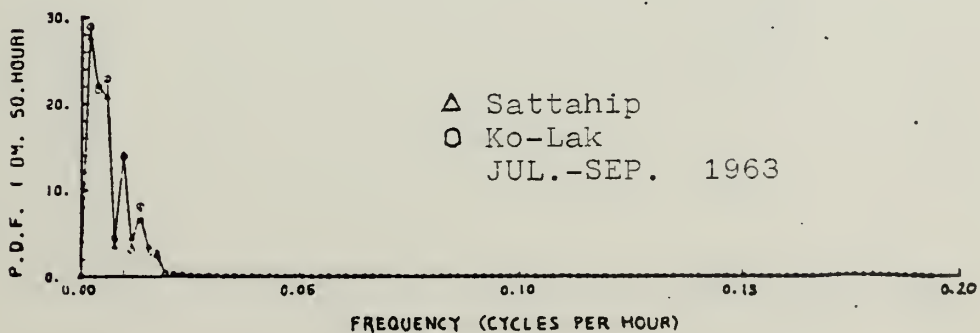 30.
20.
10.
0.
P.D.F. ( DM. SQ.HOUR)
Δ Sattahip
O Ko-Lak
JUL.-SEP. 1963
0.00 0.05 0.10 0.15 0.20
FREQUENCY (CYCLES PER HOUR)